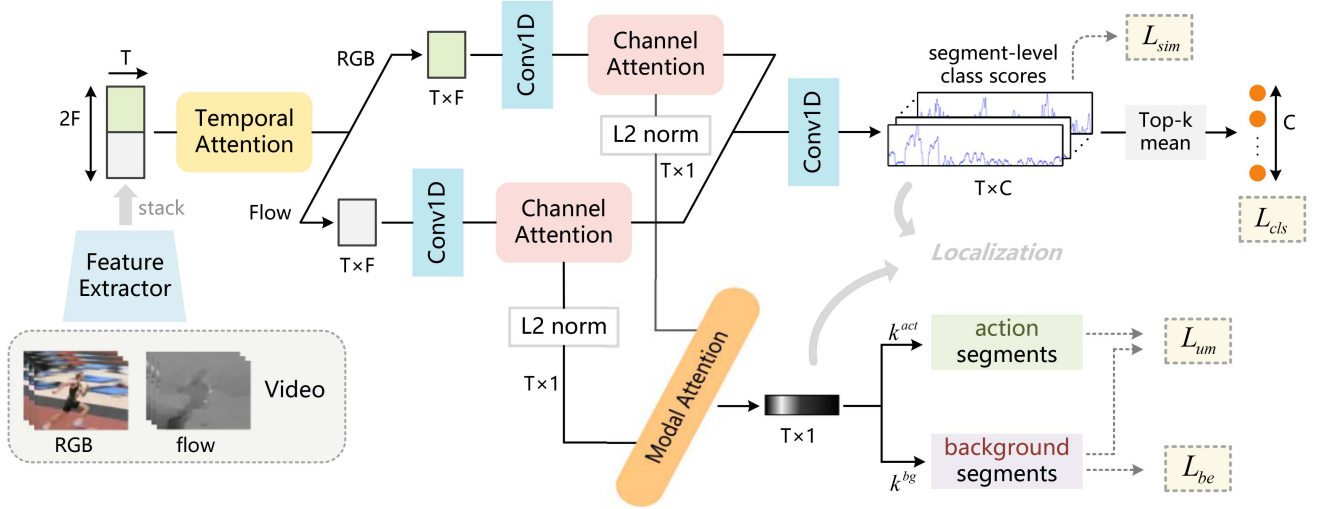 T
2F
Temporal
Attention
stack
Feature
Extractor
RGB
flow
Video
RGB
T×F
Conv1D
Channel
Attention
L2 norm
T×1
Flow
T×F
Conv1D
Channel
Attention
L2 norm
T×1
Modal Attention
Conv1D
segment-level
class scores
T×C
L_sim
Top-k
mean
C
L_cls
Localization
T×1
k^act
action
segments
L_um
k^bg
background
segments
L_be